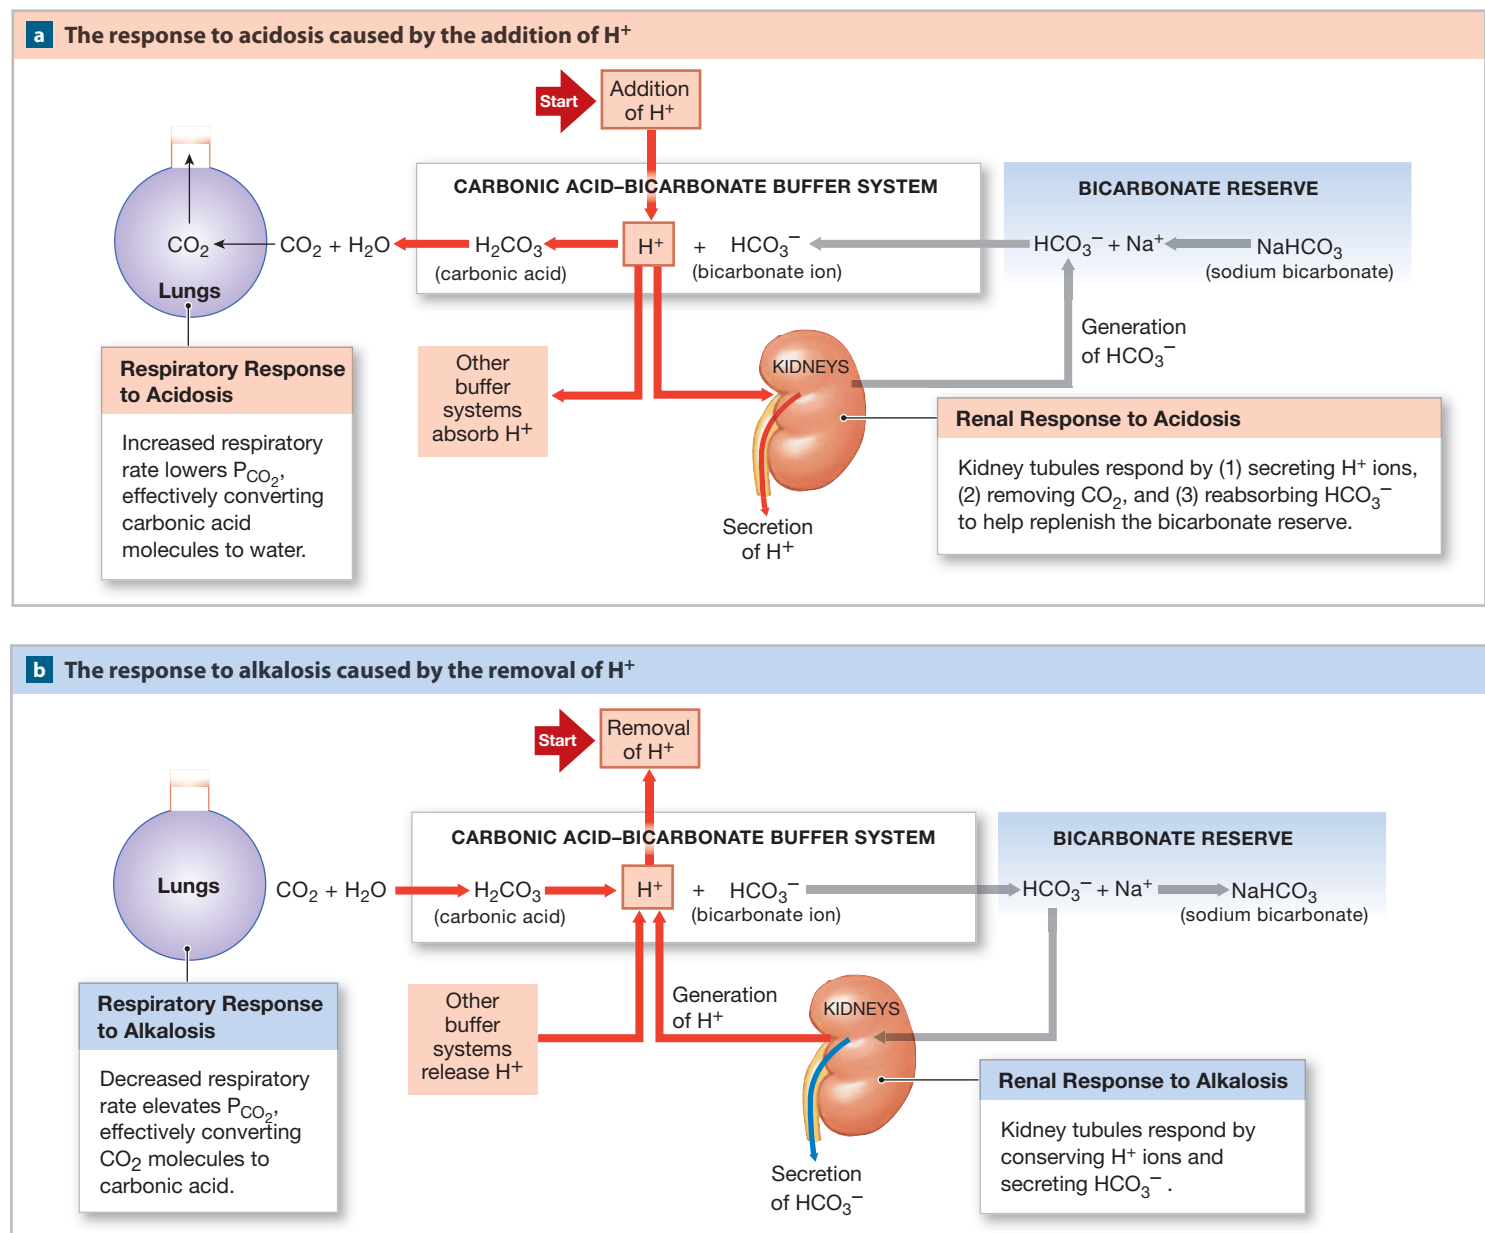 a The response to acidosis caused by the addition of H⁺
Start
Addition
of H⁺
CARBONIC ACID–BICARBONATE BUFFER SYSTEM
BICARBONATE RESERVE
CO₂
CO₂ + H₂O
H₂CO₃
(carbonic acid)
H⁺
+
HCO₃⁻
(bicarbonate ion)
HCO₃⁻ + Na⁺
NaHCO₃
(sodium bicarbonate)
Lungs
Respiratory Response
to Acidosis
Increased respiratory
rate lowers P_CO₂,
effectively converting
carbonic acid
molecules to water.
Other
buffer
systems
absorb H⁺
KIDNEYS
Secretion
of H⁺
Generation
of HCO₃⁻
Renal Response to Acidosis
Kidney tubules respond by (1) secreting H⁺ ions,
(2) removing CO₂, and (3) reabsorbing HCO₃⁻
to help replenish the bicarbonate reserve.
b The response to alkalosis caused by the removal of H⁺
Start
Removal
of H⁺
CARBONIC ACID–BICARBONATE BUFFER SYSTEM
BICARBONATE RESERVE
Lungs
CO₂ + H₂O
H₂CO₃
(carbonic acid)
H⁺
+
HCO₃⁻
(bicarbonate ion)
HCO₃⁻ + Na⁺
NaHCO₃
(sodium bicarbonate)
Respiratory Response
to Alkalosis
Decreased respiratory
rate elevates P_CO₂,
effectively converting
CO₂ molecules to
carbonic acid.
Other
buffer
systems
release H⁺
Generation
of H⁺
KIDNEYS
Secretion
of HCO₃⁻
Renal Response to Alkalosis
Kidney tubules respond by
conserving H⁺ ions and
secreting HCO₃⁻ .